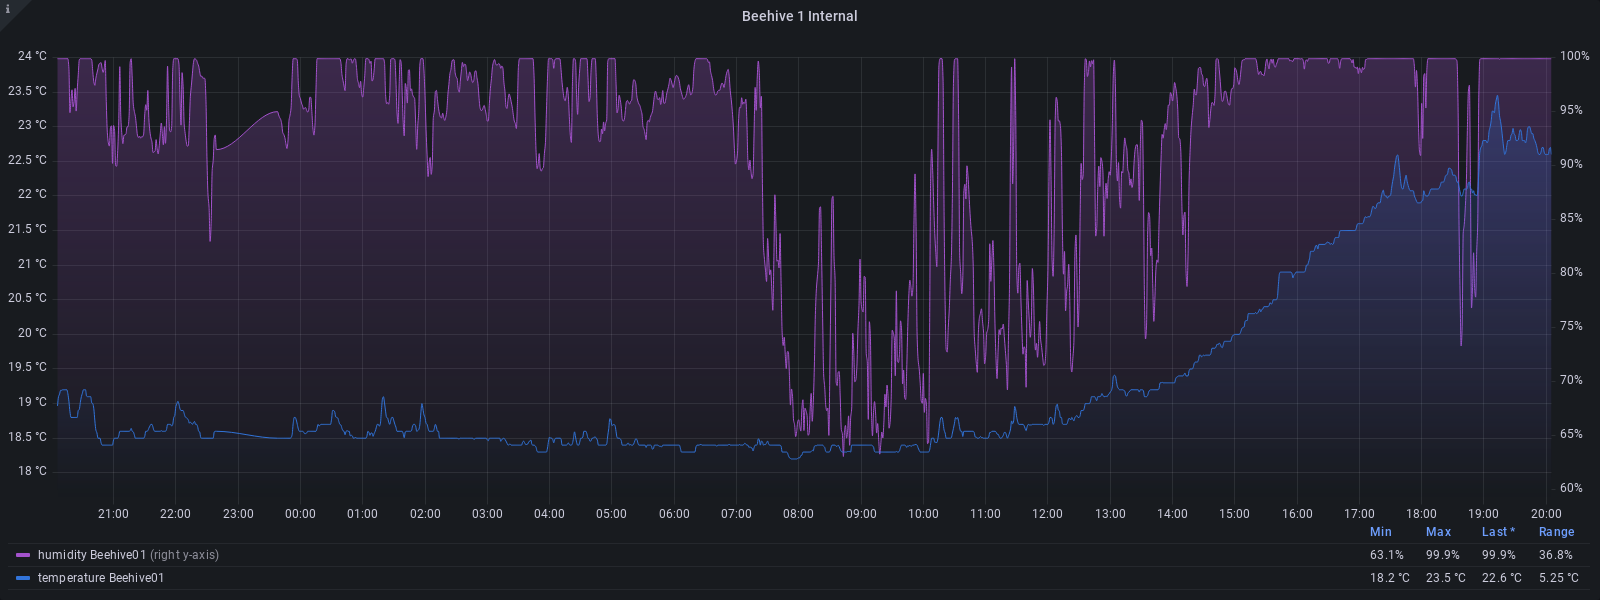 i
Beehive 1 Internal
24 °C
23.5 °C
23 °C
22.5 °C
22 °C
21.5 °C
21 °C
20.5 °C
20 °C
19.5 °C
19 °C
18.5 °C
18 °C
100%
95%
90%
85%
80%
75%
70%
65%
60%
21:00 22:00 23:00 00:00 01:00 02:00 03:00 04:00 05:00 06:00 07:00 08:00 09:00 10:00 11:00 12:00 13:00 14:00 15:00 16:00 17:00 18:00 19:00 20:00
Min Max Last * Range
humidity Beehive01 (right y-axis) 63.1% 99.9% 99.9% 36.8%
temperature Beehive01 18.2 °C 23.5 °C 22.6 °C 5.25 °C